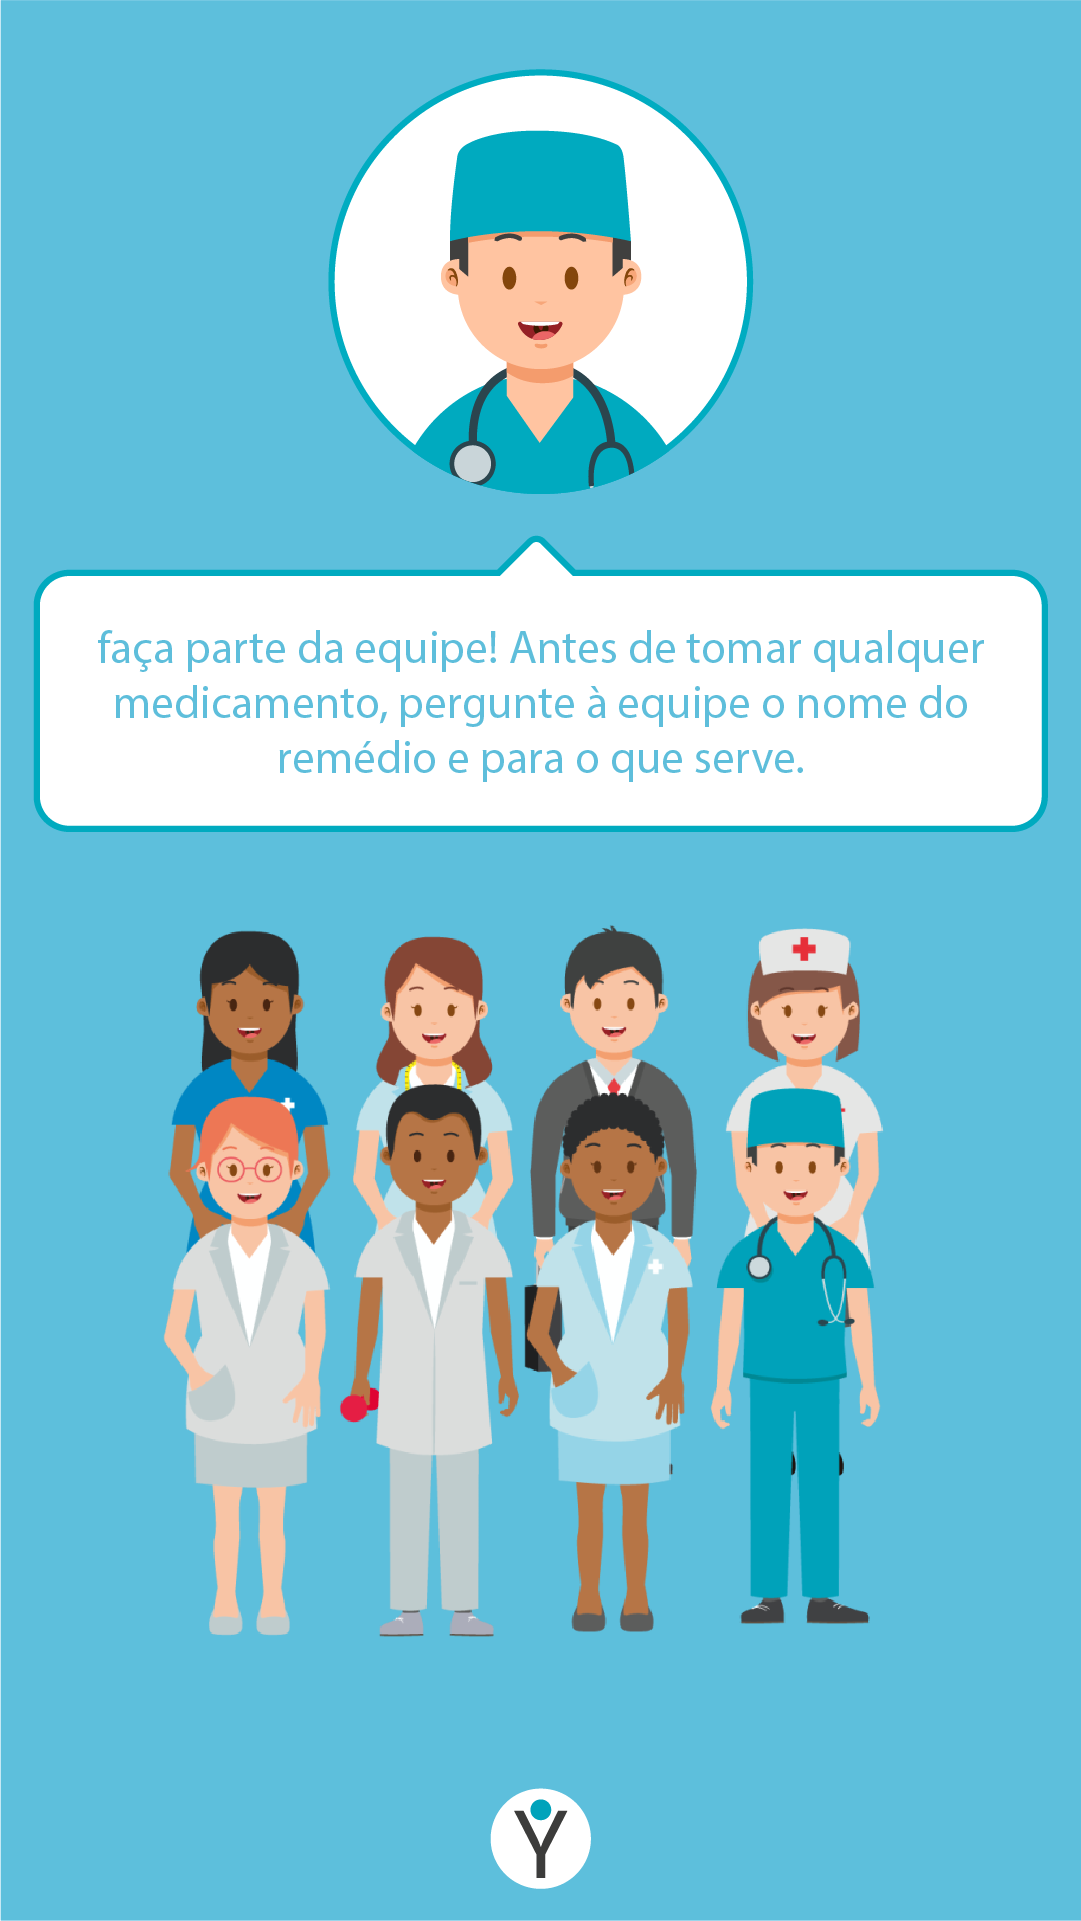 faça parte da equipe! Antes de tomar qualquer
medicamento, pergunte à equipe o nome do
remédio e para o que serve.
Y